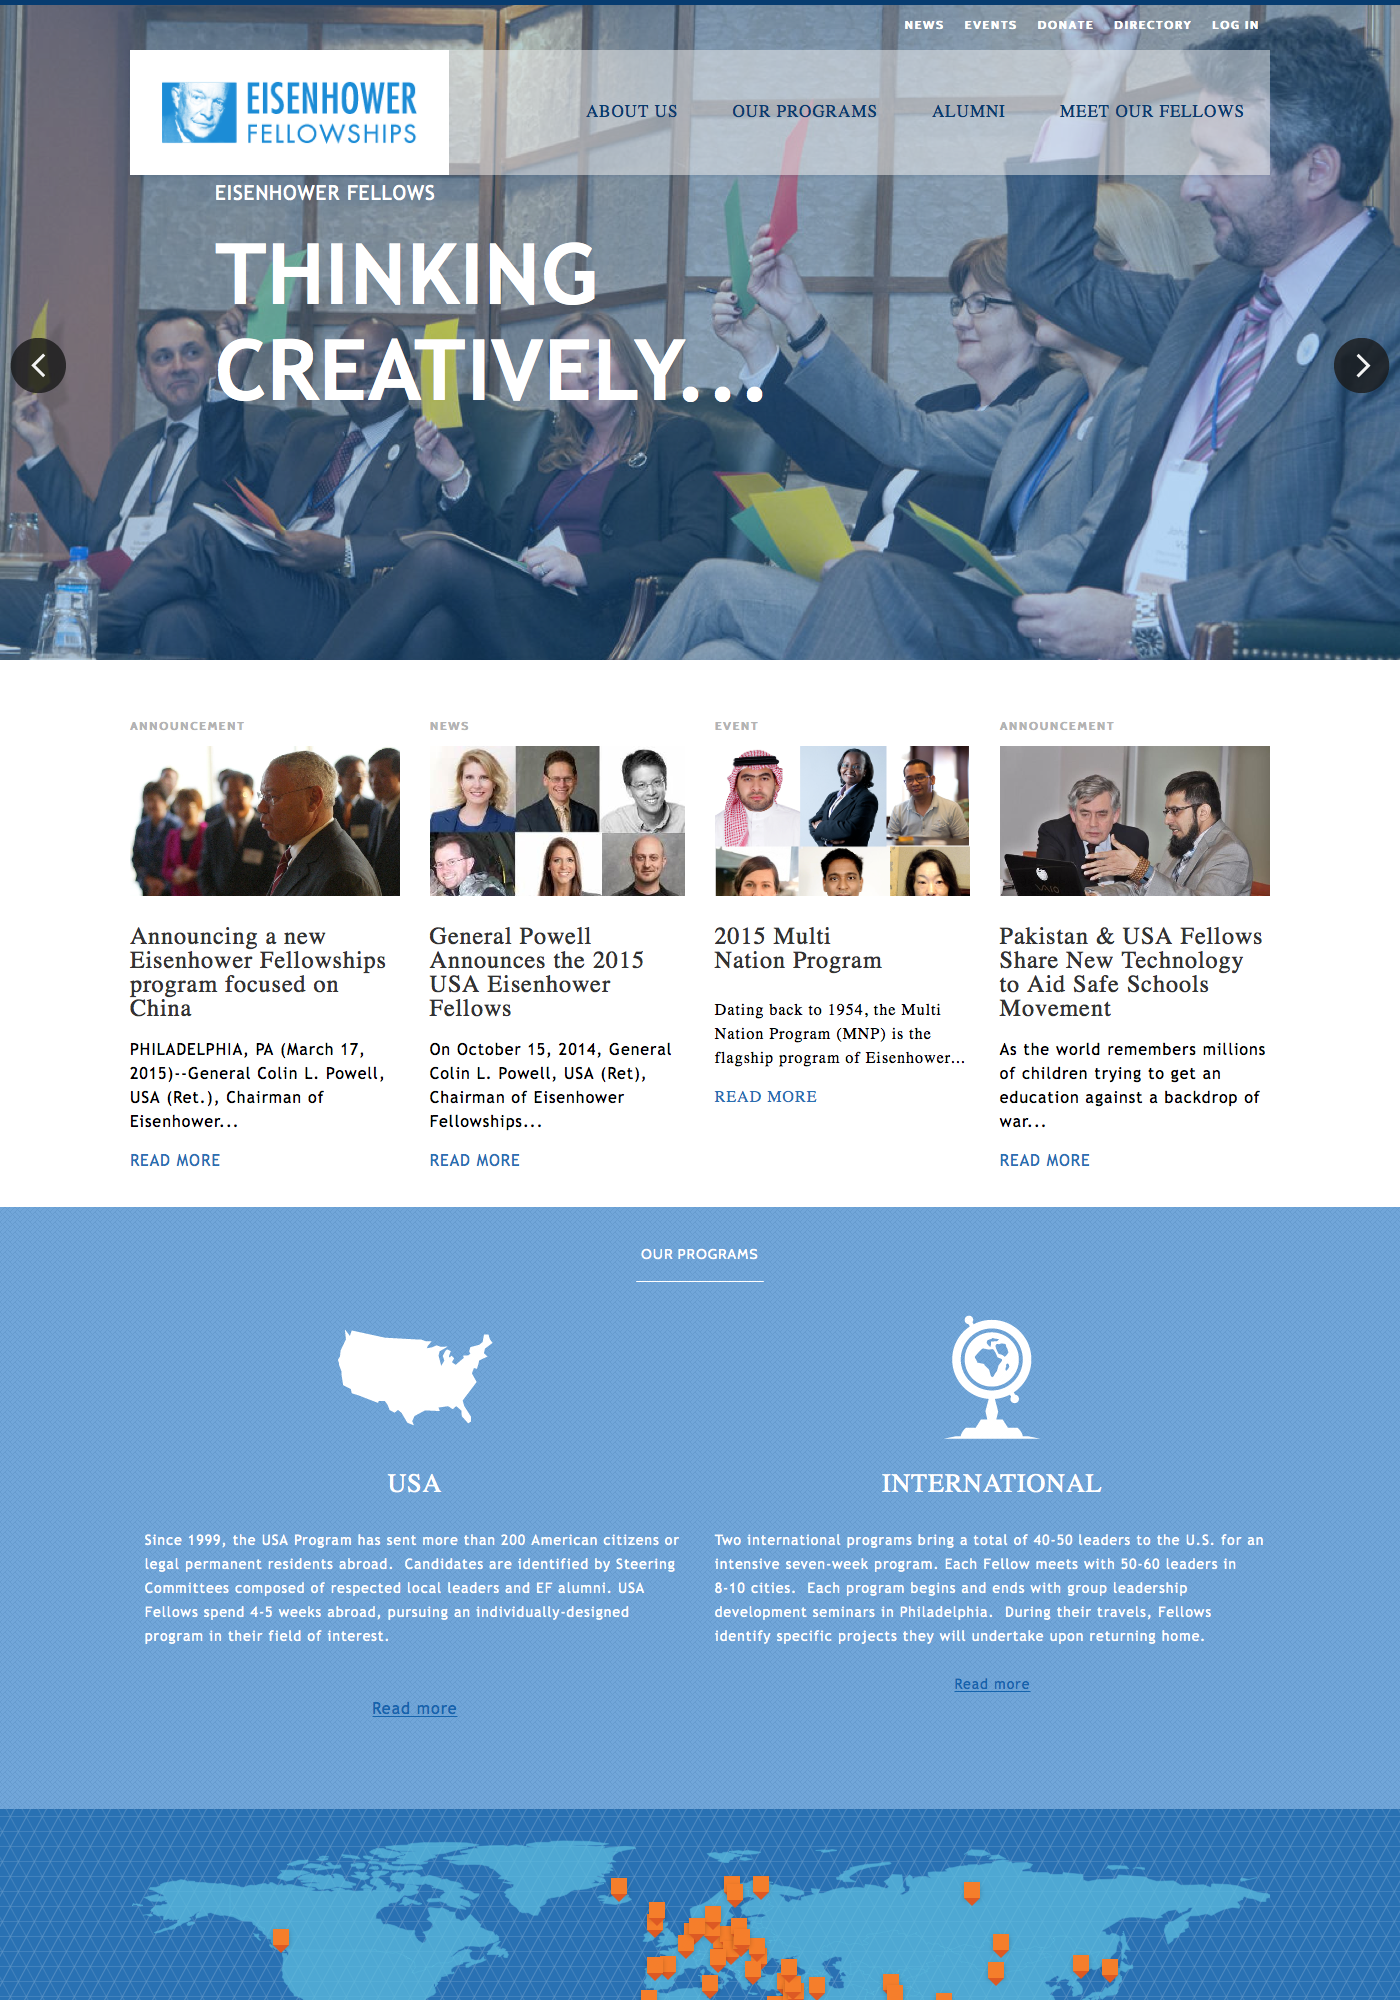 NEWS EVENTS DONATE DIRECTORY LOG IN
EISENHOWER
FELLOWSHIPS
ABOUT US OUR PROGRAMS ALUMNI MEET OUR FELLOWS
EISENHOWER FELLOWS
THINKING
CREATIVELY...
ANNOUNCEMENT
Announcing a new
Eisenhower Fellowships
program focused on
China
PHILADELPHIA, PA (March 17,
2015)--General Colin L. Powell,
USA (Ret.), Chairman of
Eisenhower...
READ MORE
NEWS
General Powell
Announces the 2015
USA Eisenhower
Fellows
On October 15, 2014, General
Colin L. Powell, USA (Ret),
Chairman of Eisenhower
Fellowships...
READ MORE
EVENT
2015 Multi
Nation Program
Dating back to 1954, the Multi
Nation Program (MNP) is the
flagship program of Eisenhower...
READ MORE
ANNOUNCEMENT
VAIO
Pakistan & USA Fellows
Share New Technology
to Aid Safe Schools
Movement
As the world remembers millions
of children trying to get an
education against a backdrop of
war...
READ MORE
OUR PROGRAMS
USA
Since 1999, the USA Program has sent more than 200 American citizens or
legal permanent residents abroad.  Candidates are identified by Steering
Committees composed of respected local leaders and EF alumni. USA
Fellows spend 4-5 weeks abroad, pursuing an individually-designed
program in their field of interest.
Read more
INTERNATIONAL
Two international programs bring a total of 40-50 leaders to the U.S. for an
intensive seven-week program. Each Fellow meets with 50-60 leaders in
8-10 cities.  Each program begins and ends with group leadership
development seminars in Philadelphia.  During their travels, Fellows
identify specific projects they will undertake upon returning home.
Read more